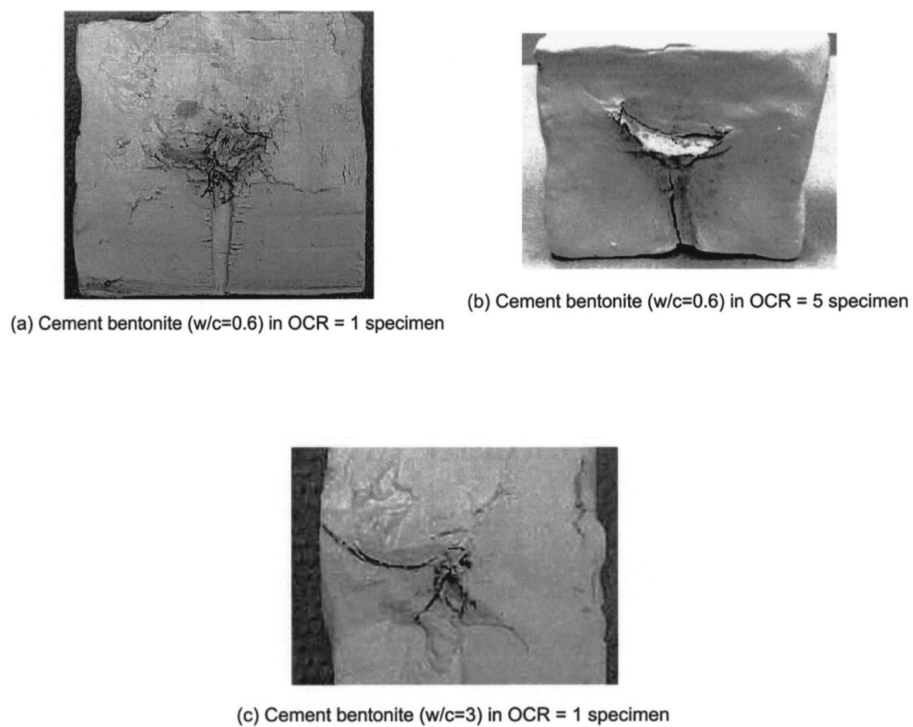 (a) Cement bentonite (w/c=0.6) in OCR = 1 specimen
(b) Cement bentonite (w/c=0.6) in OCR = 5 specimen
(c) Cement bentonite (w/c=3) in OCR = 1 specimen